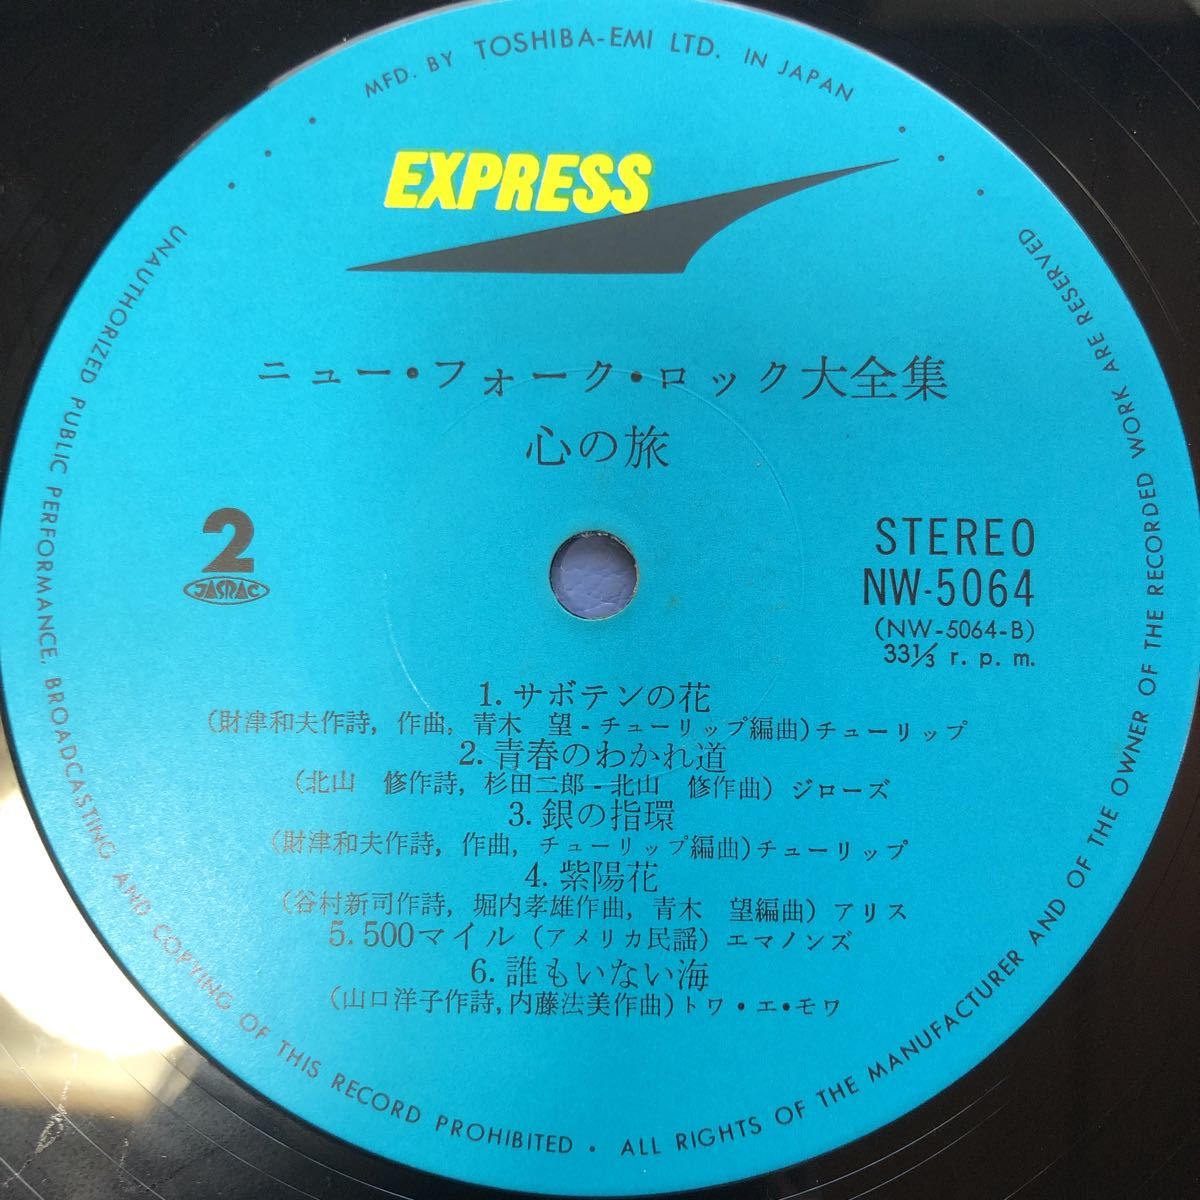 MFD. BY TOSHIBA-EMI LTD. IN JAPAN
EXPRESS
ニュー・フォーク・ロック大全集
心の旅
2
JASRAC
STEREO
NW-5064
(NW-5064-B)
33 1/3 r. p. m.
1. サボテンの花
(財津和夫作詩, 作曲, 青木 望 - チューリップ編曲) チューリップ
2. 青春のわかれ道
(北山 修作詩, 杉田二郎 - 北山 修作曲) ジローズ
3. 銀の指環
(財津和夫作詩, 作曲, チューリップ編曲) チューリップ
4. 紫陽花
(谷村新司作詩, 堀内孝雄作曲, 青木 望編曲) アリス
5. 500マイル (アメリカ民謡) エマノンズ
6. 誰もいない海
(山口洋子作詩, 内藤法美作曲) トワ・エ・モワ
UNAUTHORIZED PUBLIC PERFORMANCE, BROADCASTING AND COPYING OF THIS RECORD PROHIBITED • ALL RIGHTS OF THE MANUFACTURER AND OF THE OWNER OF THE RECORDED WORK ARE RESERVED